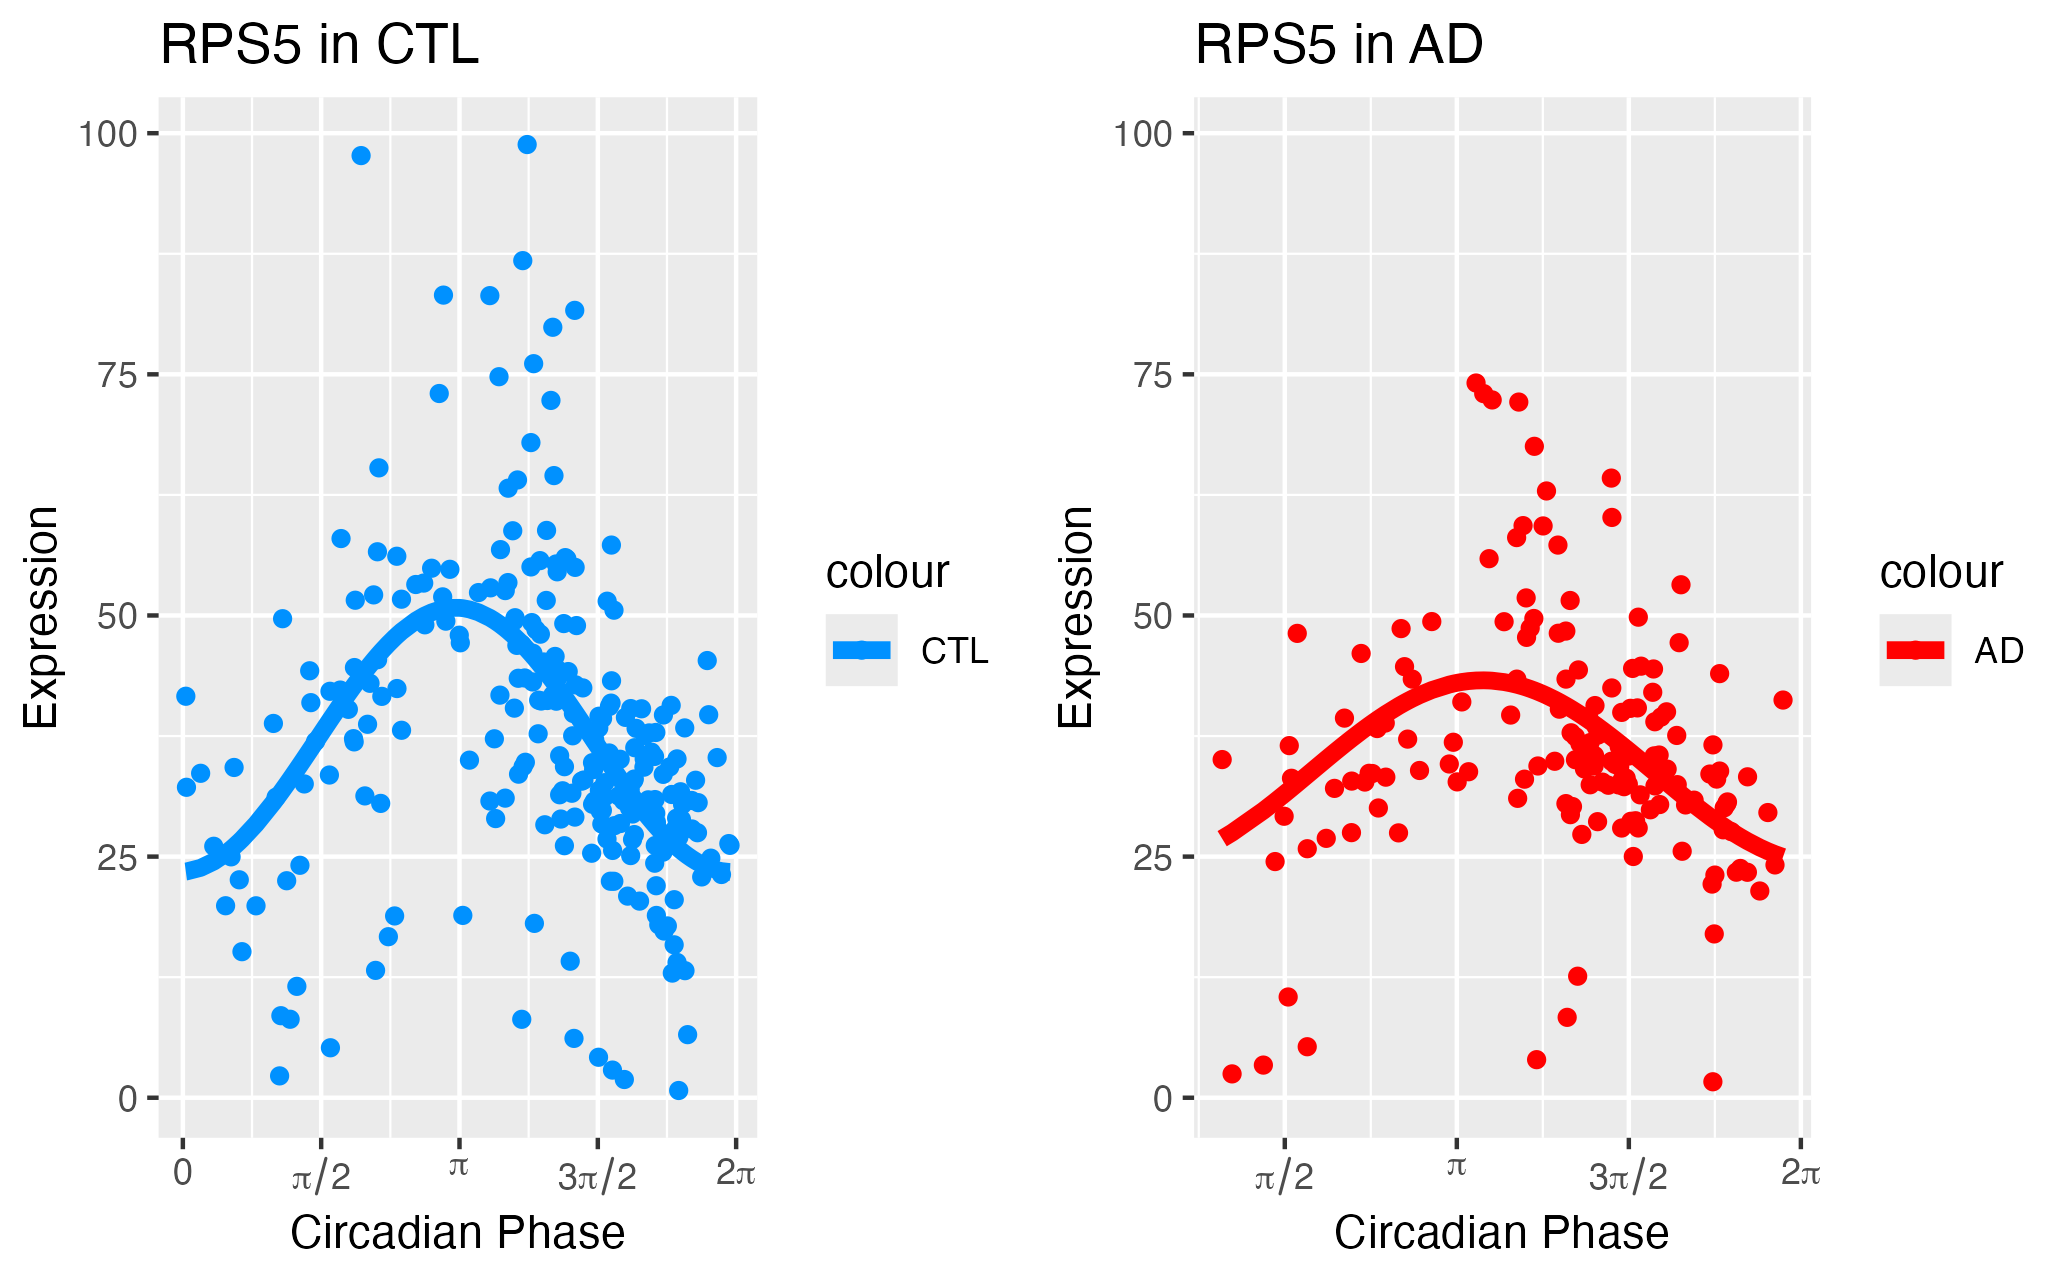 RPS5 in CTL
100
75
50
25
0
Expression
0
π/2
π
3π/2
2π
Circadian Phase
colour
CTL
RPS5 in AD
100
75
50
25
0
Expression
π/2
π
3π/2
2π
Circadian Phase
colour
AD